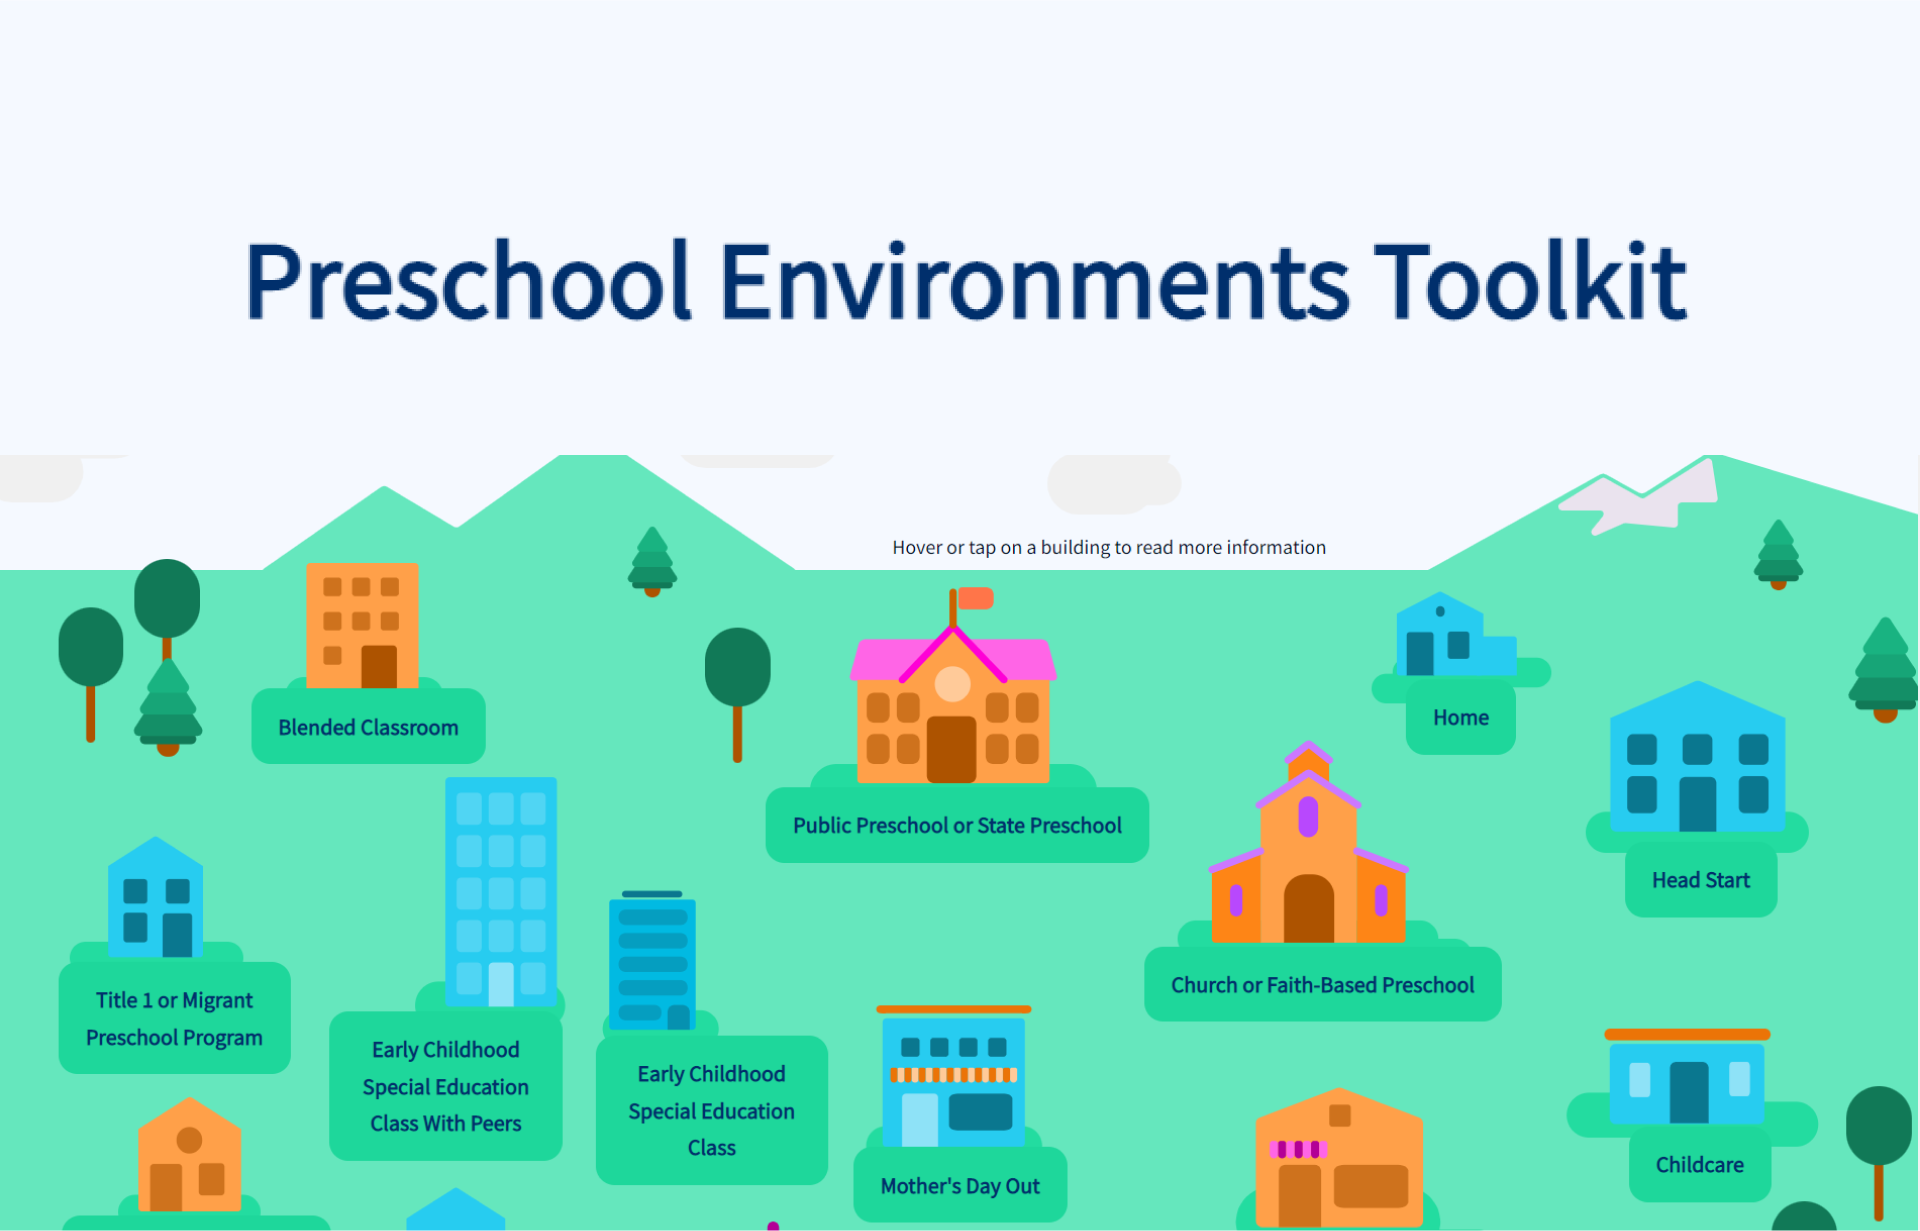 Preschool Environments Toolkit
Hover or tap on a building to read more information
Blended Classroom
Home
Public Preschool or State Preschool
Head Start
Church or Faith-Based Preschool
Title 1 or Migrant
Preschool Program
Early Childhood
Special Education
Class With Peers
Early Childhood
Special Education
Class
Mother's Day Out
Childcare